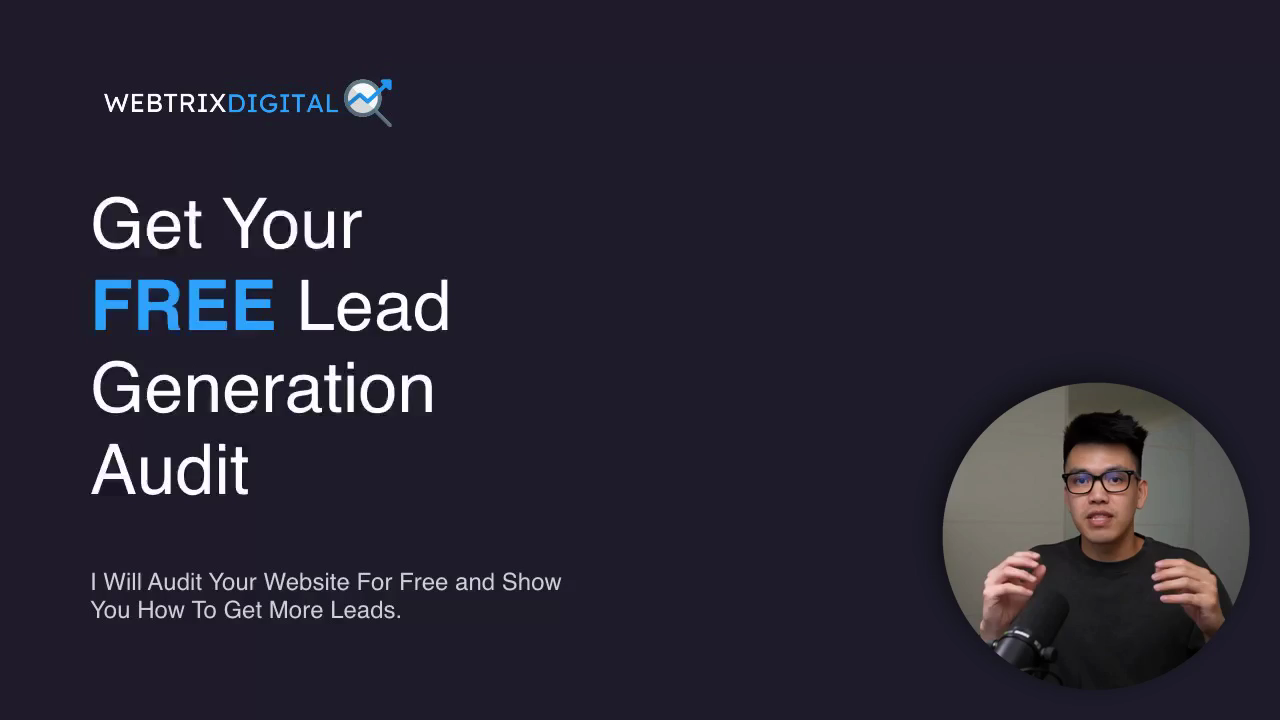 WEBTRIXDIGITAL
Get Your
FREE Lead
Generation
Audit
I Will Audit Your Website For Free and Show
You How To Get More Leads.